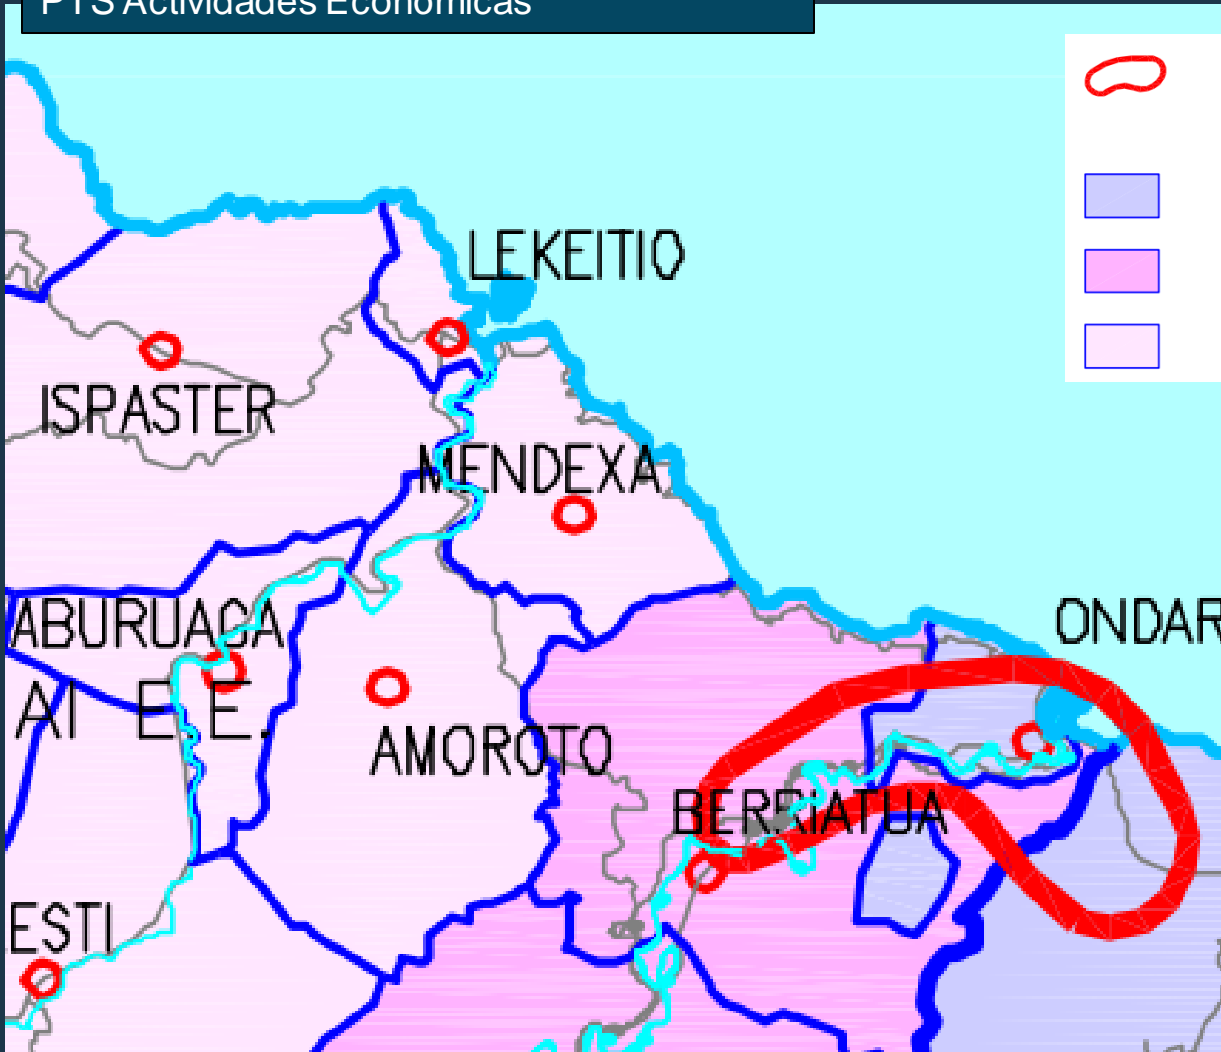 PTS Actividades Económicas
LEKEITIO
ISPASTER
MENDEXA
ABURUAGA
ONDAR
AI E E.
AMOROTO
BERRIATUA
ESTI